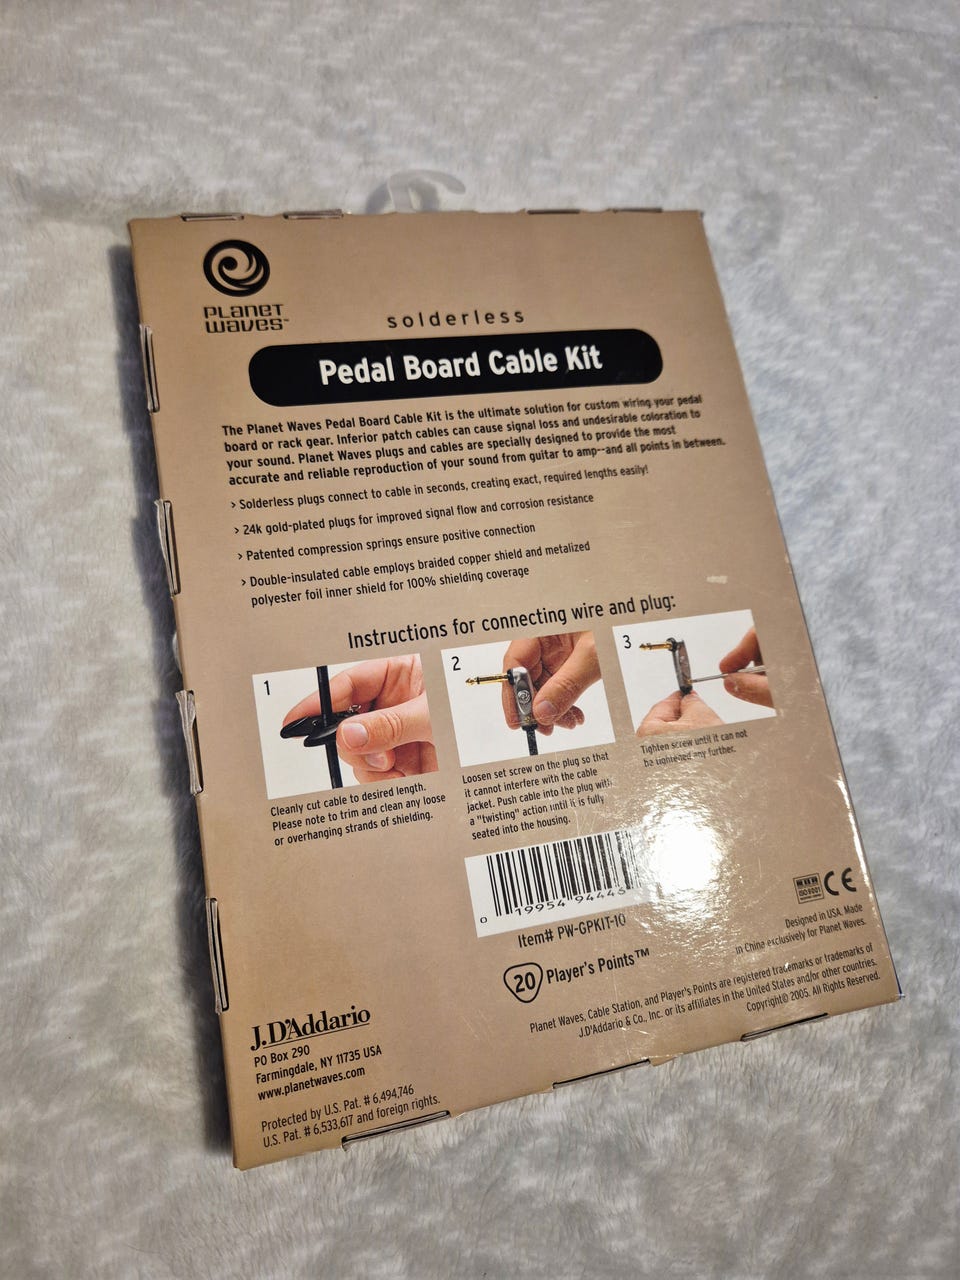 PLANET
WAVES™
solderless
Pedal Board Cable Kit
The Planet Waves Pedal Board Cable Kit is the ultimate solution for custom wiring your pedal
board or rack gear. Inferior patch cables can cause signal loss and undesirable coloration to
your sound. Planet Waves plugs and cables are specially designed to provide the most
accurate and reliable reproduction of your sound from guitar to amp--and all points in between.
> Solderless plugs connect to cable in seconds, creating exact, required lengths easily!
> 24k gold-plated plugs for improved signal flow and corrosion resistance
> Patented compression springs ensure positive connection
> Double-insulated cable employs braided copper shield and metalized
polyester foil inner shield for 100% shielding coverage
Instructions for connecting wire and plug:
1
Cleanly cut cable to desired length.
Please note to trim and clean any loose
or overhanging strands of shielding.
2
Loosen set screw on the plug so that
it cannot interfere with the cable
jacket. Push cable into the plug with
a "twisting" action until it is fully
seated into the housing.
3
Tighten screw until it can not
be tightened any further.
0 19954 94446
Item# PW-GPKIT-10
20 Player's Points™
ISO 9001
CE
Designed in USA. Made
in China exclusively for Planet Waves.
Planet Waves, Cable Station, and Player's Points are registered trademarks or trademarks of
J.D'Addario & Co., Inc. or its affiliates in the United States and/or other countries.
Copyright© 2005. All Rights Reserved.
J.D'Addario
PO Box 290
Farmingdale, NY 11735 USA
www.planetwaves.com
Protected by U.S. Pat. # 6,494,746
U.S. Pat. # 6,533,617 and foreign rights.